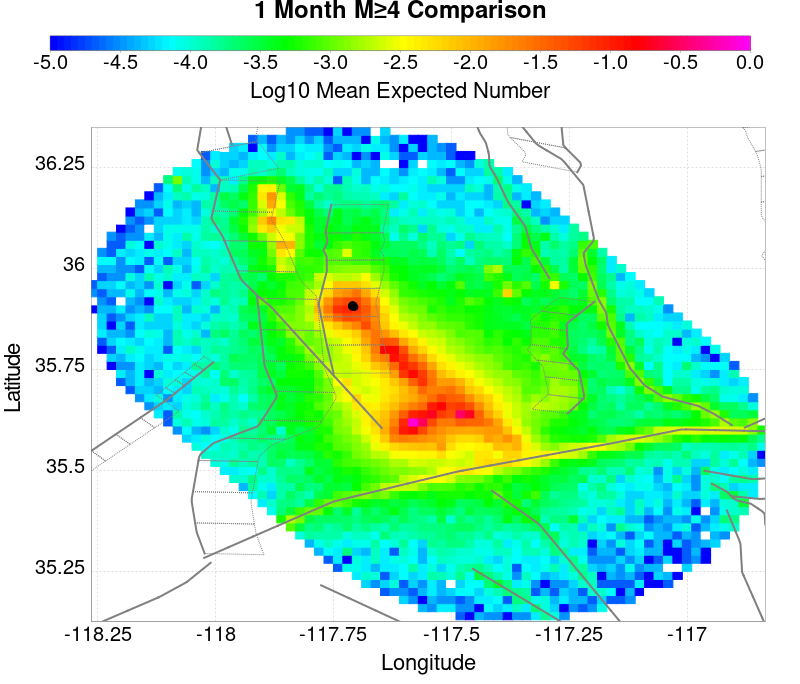 1 Month M≥4 Comparison
-5.0 -4.5 -4.0 -3.5 -3.0 -2.5 -2.0 -1.5 -1.0 -0.5 0.0
Log10 Mean Expected Number
36.25
36
35.75
35.5
35.25
Latitude
-118.25 -118 -117.75 -117.5 -117.25 -117
Longitude